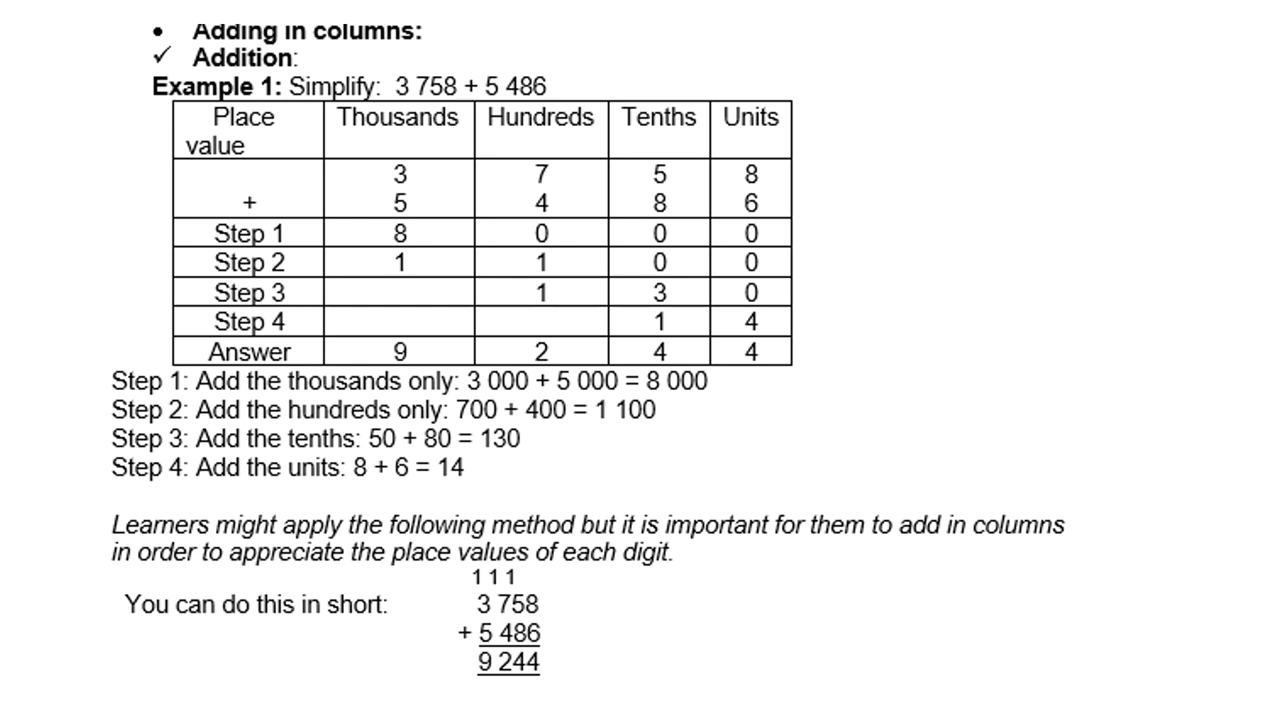 • Adding in columns:
✓ Addition:
Example 1: Simplify: 3 758 + 5 486
Place value Thousands Hundreds Tenths Units
3 7 5 8
+ 5 4 8 6
Step 1 8 0 0 0
Step 2 1 1 0 0
Step 3 1 3 0
Step 4 1 4
Answer 9 2 4 4
Step 1: Add the thousands only: 3 000 + 5 000 = 8 000
Step 2: Add the hundreds only: 700 + 400 = 1 100
Step 3: Add the tenths: 50 + 80 = 130
Step 4: Add the units: 8 + 6 = 14
Learners might apply the following method but it is important for them to add in columns
in order to appreciate the place values of each digit.
1 1 1
You can do this in short: 3 758
+ 5 486
9 244